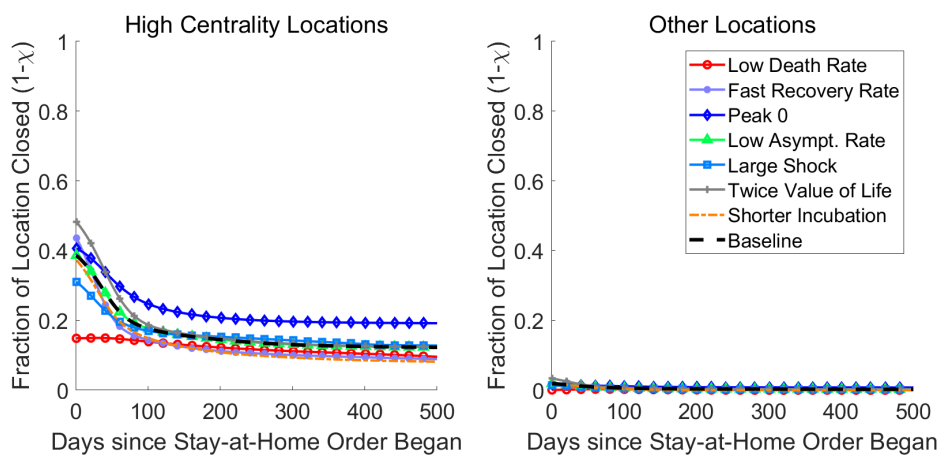 High Centrality Locations
Fraction of Location Closed (1-χ)
1
0.8
0.6
0.4
0.2
0
0 100 200 300 400 500
Days since Stay-at-Home Order Began
Other Locations
Fraction of Location Closed (1-χ)
1
0.8
0.6
0.4
0.2
0
0 100 200 300 400 500
Days since Stay-at-Home Order Began
Low Death Rate
Fast Recovery Rate
Peak 0
Low Asympt. Rate
Large Shock
Twice Value of Life
Shorter Incubation
Baseline